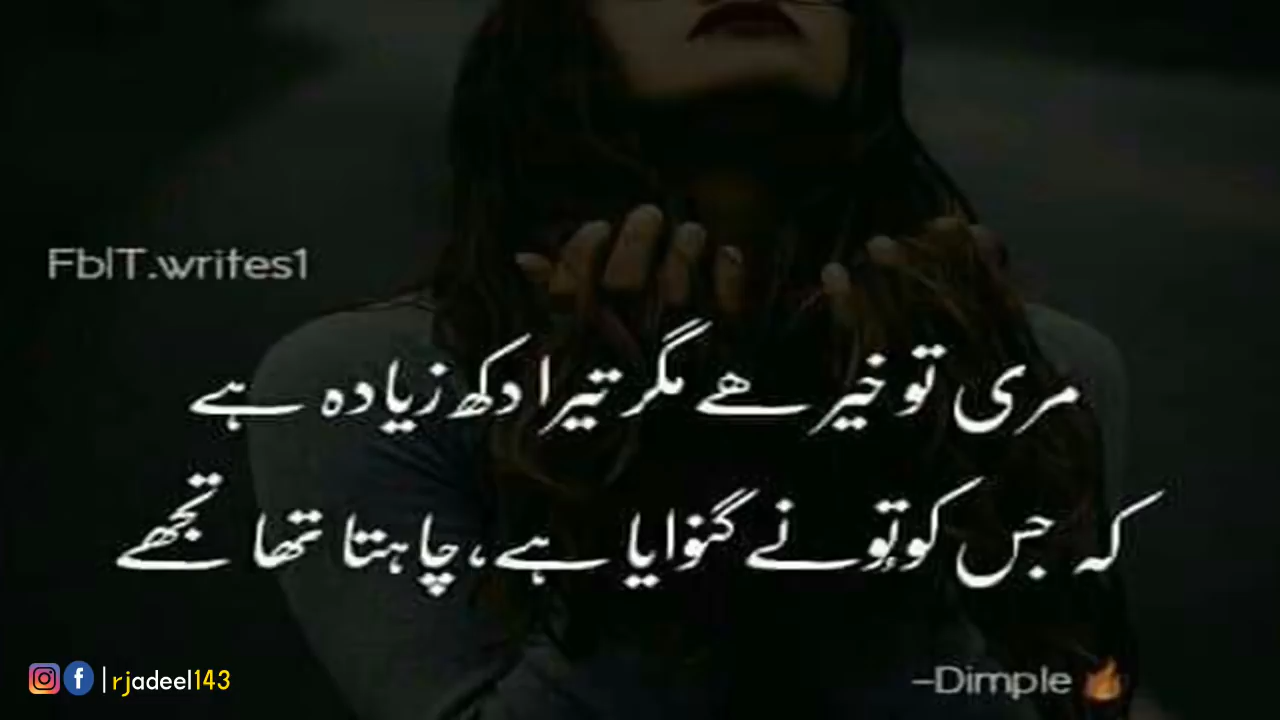 FbIT.writes1
مری تو خیر ھے مگر تیرا دکھ زیادہ ہے
کہ جس کو تو نے گنوایا ہے، چاہتا تھا تجھے
–Dimple 🔥
| rjadeel143